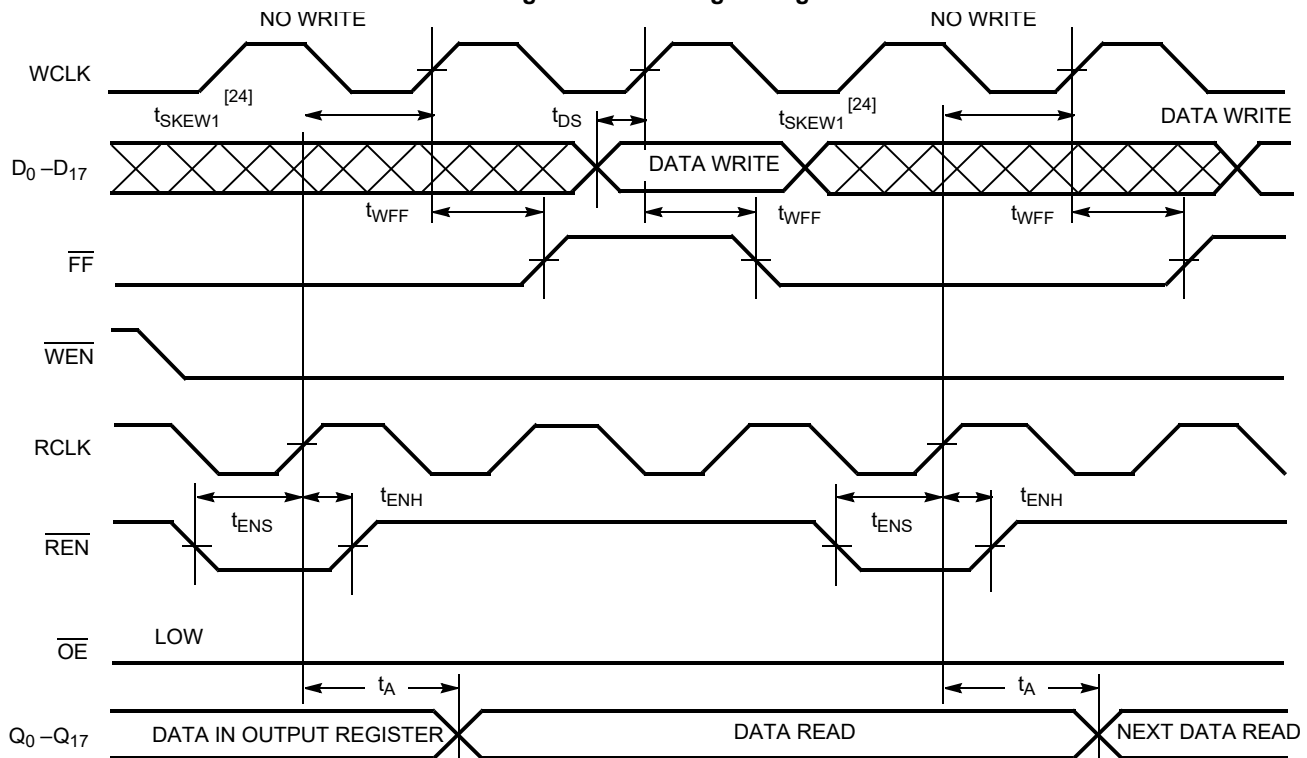 NO WRITE NO WRITE
WCLK
tSKEW1 [24] tDS tSKEW1 [24] DATA WRITE
D0 –D17 DATA WRITE
tWFF tWFF tWFF
FF
WEN
RCLK
tENS tENH tENS tENH
REN
OE LOW
tA tA
Q0 –Q17 DATA IN OUTPUT REGISTER DATA READ NEXT DATA READ